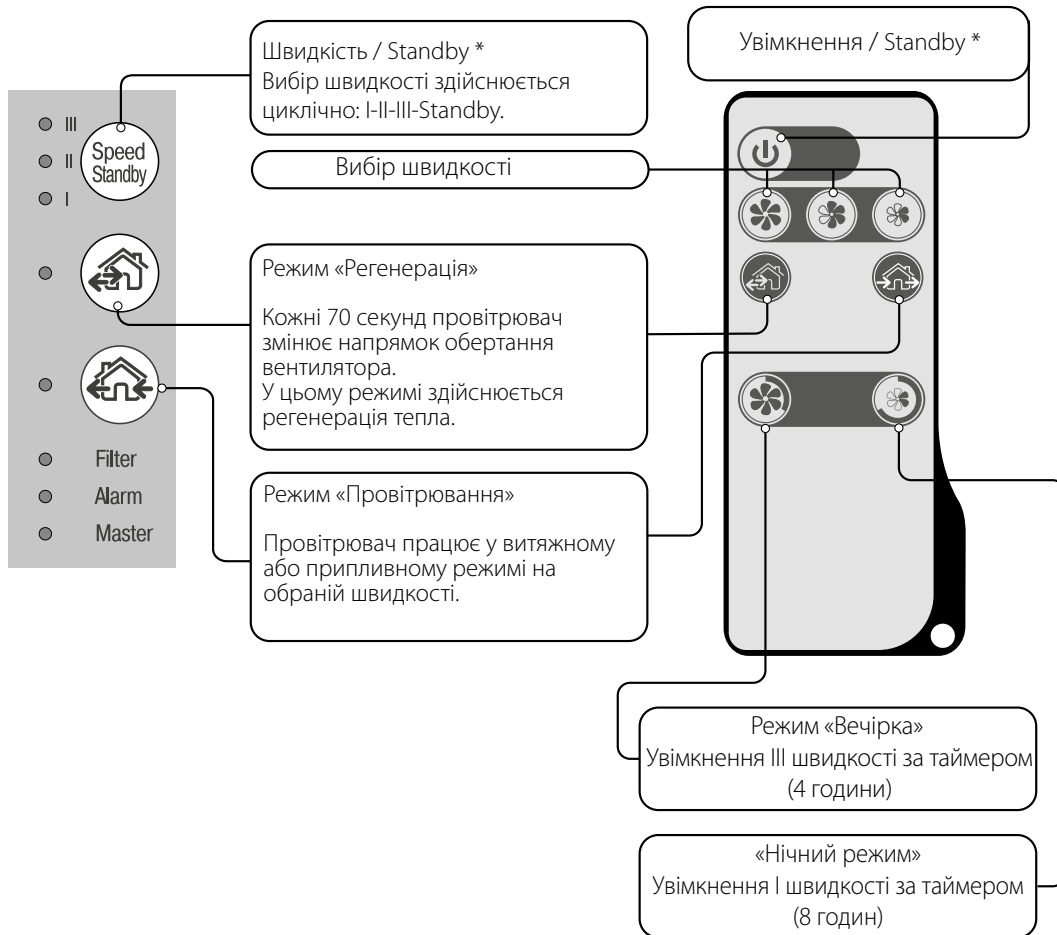 Швидкість / Standby *
Вибір швидкості здійснюється
циклічно: I-II-III-Standby.
Увімкнення / Standby *
III
II
I
Speed
Standby
Вибір швидкості
Режим «Регенерація»
Кожні 70 секунд провітрювач
змінює напрямок обертання
вентилятора.
У цьому режимі здійснюється
регенерація тепла.
Filter
Alarm
Master
Режим «Провітрювання»
Провітрювач працює у витяжному
або припливному режимі на
обраній швидкості.
Режим «Вечірка»
Увімкнення III швидкості за таймером
(4 години)
«Нічний режим»
Увімкнення I швидкості за таймером
(8 годин)